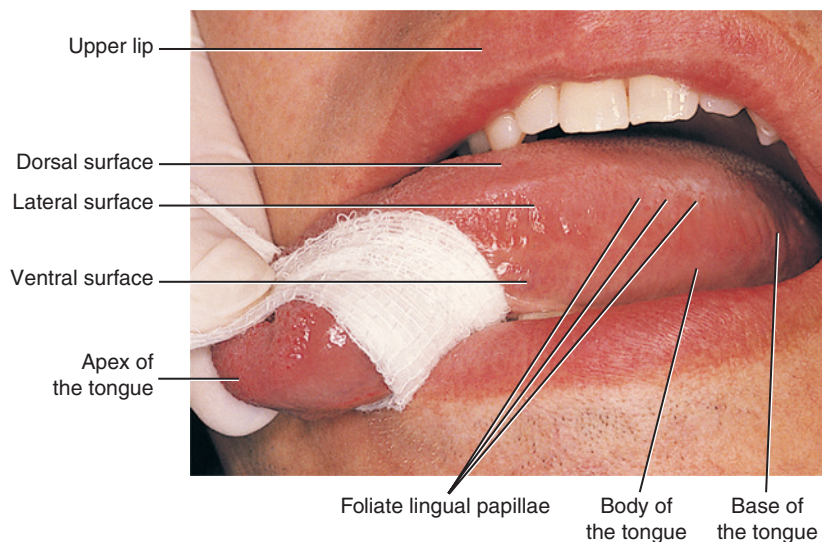 Upper lip
Dorsal surface
Lateral surface
Ventral surface
Apex of
the tongue
Foliate lingual papillae
Body of
the tongue
Base of
the tongue